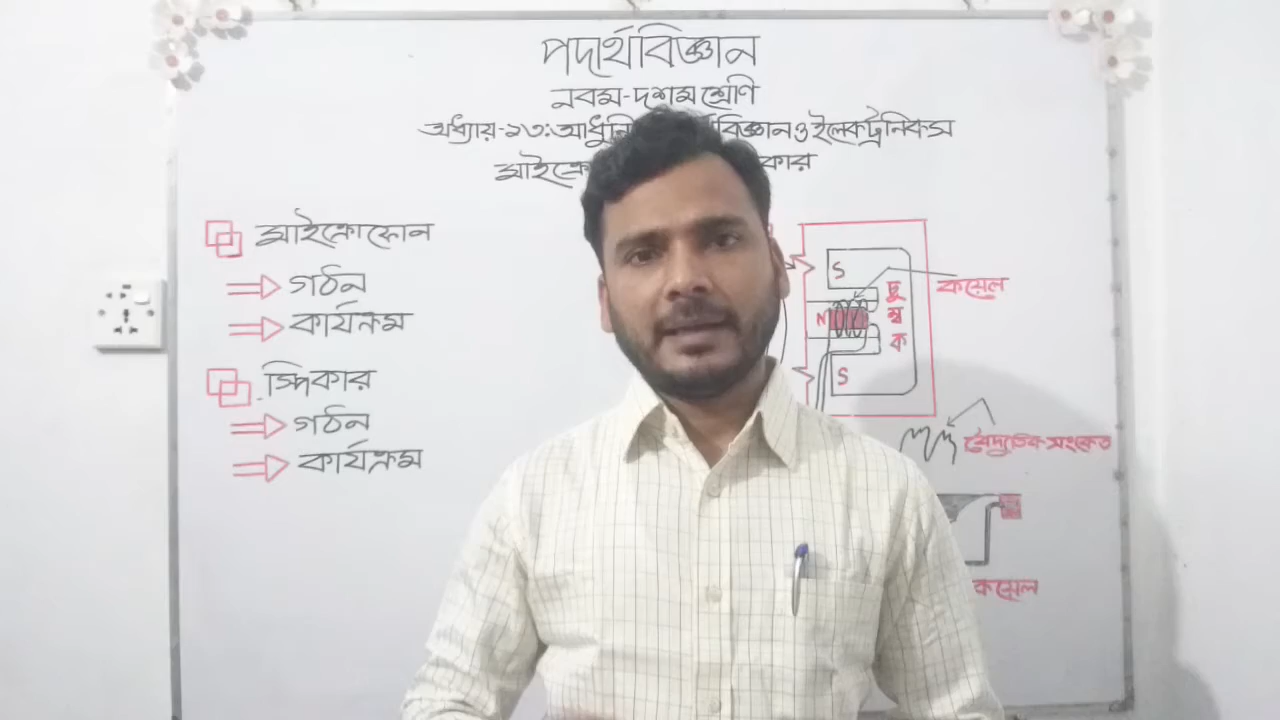 পদার্থবিজ্ঞান
নবম-দশম শ্রেণি
অধ্যায়-১৩: বিজ্ঞান ও ইলেকট্রনিকস
মাইক্রোফোন
গঠন
কার্যক্রম
স্পিকার
গঠন
কার্যক্রম
S
N
S
চুম্বক
কয়েল
বৈদ্যুতিক সংকেত
কয়েল